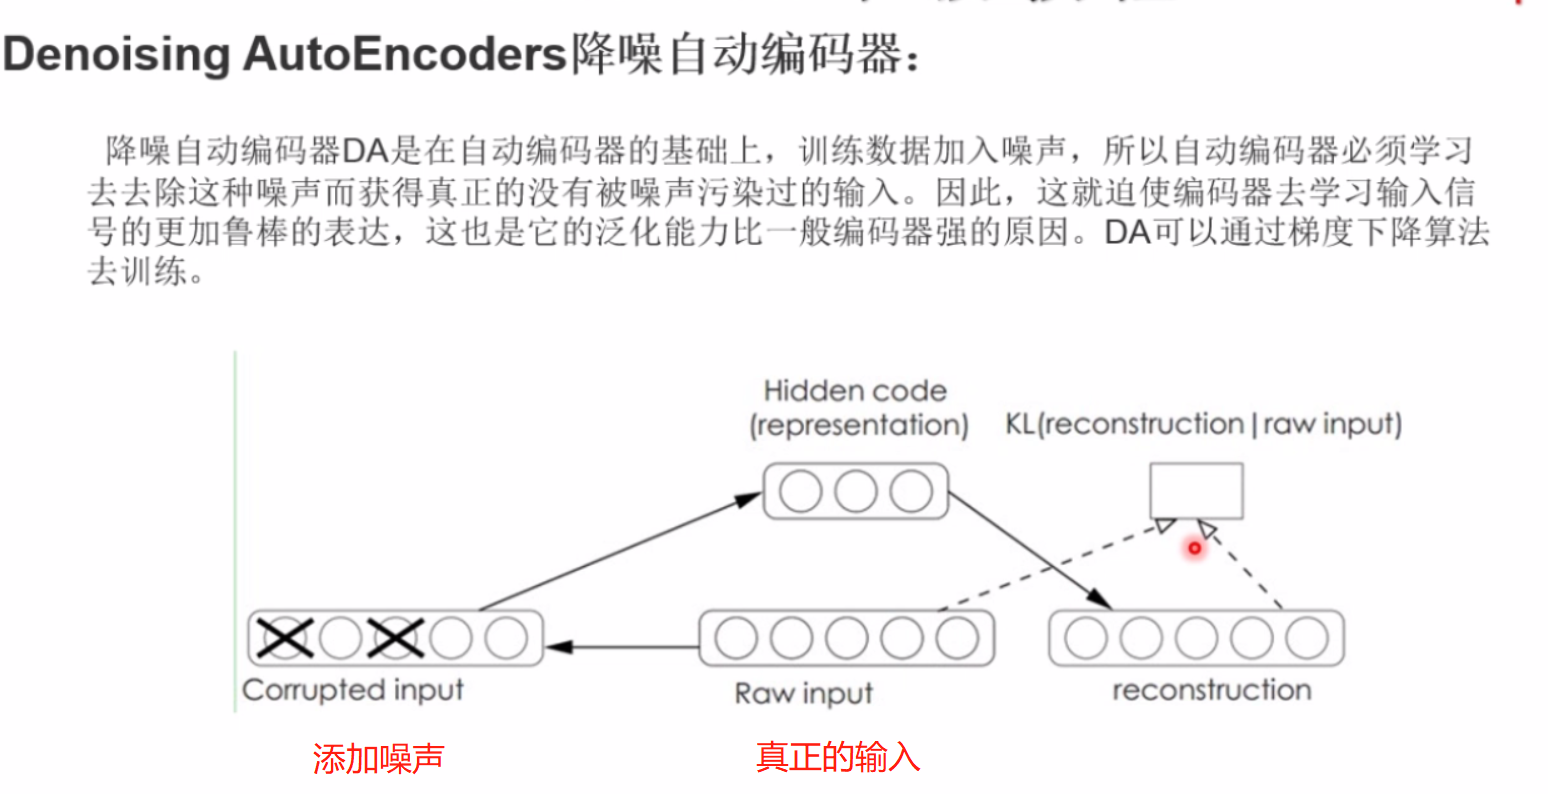 Denoising AutoEncoders降噪自动编码器：
降噪自动编码器DA是在自动编码器的基础上，训练数据加入噪声，所以自动编码器必须学习
去去除这种噪声而获得真正的没有被噪声污染过的输入。因此，这就迫使编码器去学习输入信
号的更加鲁棒的表达，这也是它的泛化能力比一般编码器强的原因。DA可以通过梯度下降算法
去训练。
Hidden code
(representation)
KL(reconstruction|raw input)
Corrupted input
Raw input
reconstruction
添加噪声
真正的输入